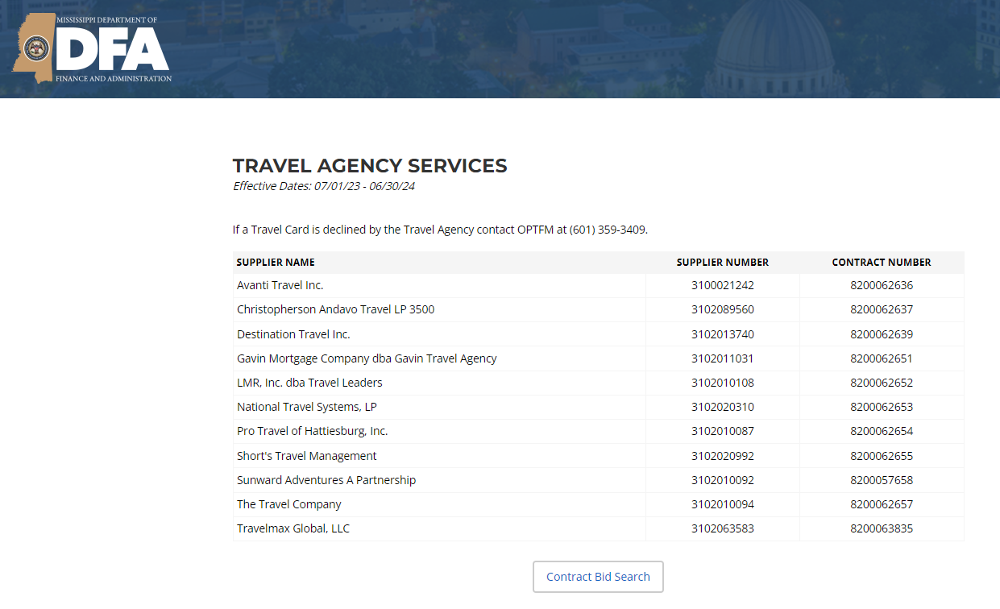 MISSISSIPPI DEPARTMENT OF
DFA
FINANCE AND ADMINISTRATION
TRAVEL AGENCY SERVICES
Effective Dates: 07/01/23 - 06/30/24
If a Travel Card is declined by the Travel Agency contact OPTFM at (601) 359-3409.
SUPPLIER NAME SUPPLIER NUMBER CONTRACT NUMBER
Avanti Travel Inc. 3100021242 8200062636
Christopherson Andavo Travel LP 3500 3102089560 8200062637
Destination Travel Inc. 3102013740 8200062639
Gavin Mortgage Company dba Gavin Travel Agency 3102011031 8200062651
LMR, Inc. dba Travel Leaders 3102010108 8200062652
National Travel Systems, LP 3102020310 8200062653
Pro Travel of Hattiesburg, Inc. 3102010087 8200062654
Short's Travel Management 3102020992 8200062655
Sunward Adventures A Partnership 3102010092 8200057658
The Travel Company 3102010094 8200062657
Travelmax Global, LLC 3102063583 8200063835
Contract Bid Search